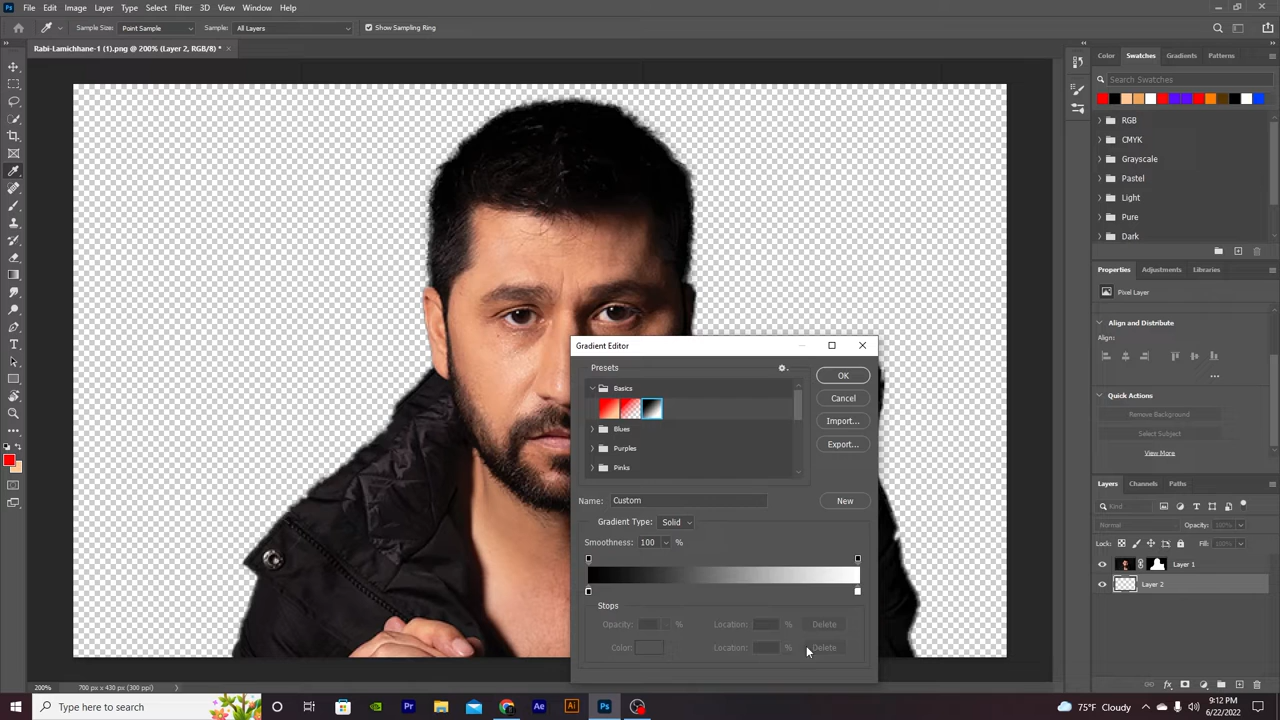 File Edit Image Layer Type Select Filter 3D View Window Help
Sample Size: Point Sample Sample: All Layers Show Sampling Ring
Rabi-Lamichhane-1 (1).png @ 200% (Layer 2, RGB/8) * ×
Color Swatches Gradients Patterns
Search Swatches
RGB
CMYK
Grayscale
Pastel
Light
Pure
Dark
Properties Adjustments Libraries
Pixel Layer
Align and Distribute
Align:
Quick Actions
Remove Background
Select Subject
View More
Layers Channels Paths
Kind
Normal Opacity: 100%
Lock: Fill: 100%
Layer 1
Layer 2
Gradient Editor
Presets
Basics
Blues
Purples
Pinks
OK
Cancel
Import...
Export...
Name: Custom New
Gradient Type: Solid
Smoothness: 100 %
Stops
Opacity: % Location: % Delete
Color: Location: % Delete
200% 700 px x 430 px (300 ppi)
Type here to search
75°F Cloudy
9:12 PM
6/22/2022